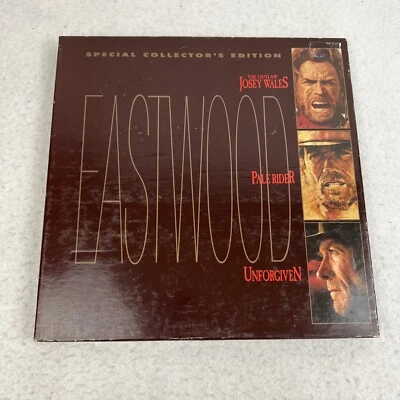 SPECIAL COLLECTOR'S EDITION
THE OUTLAW
JOSEY WALES
EASTWOOD
PALE RIDER
UNFORGIVEN